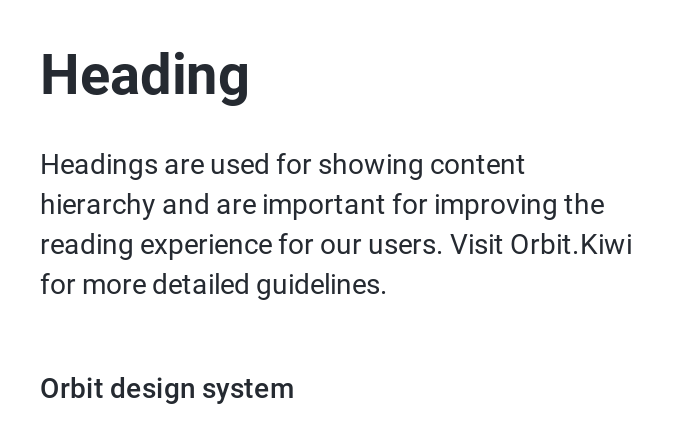 Heading
Headings are used for showing content
hierarchy and are important for improving the
reading experience for our users. Visit Orbit.Kiwi
for more detailed guidelines.
Orbit design system